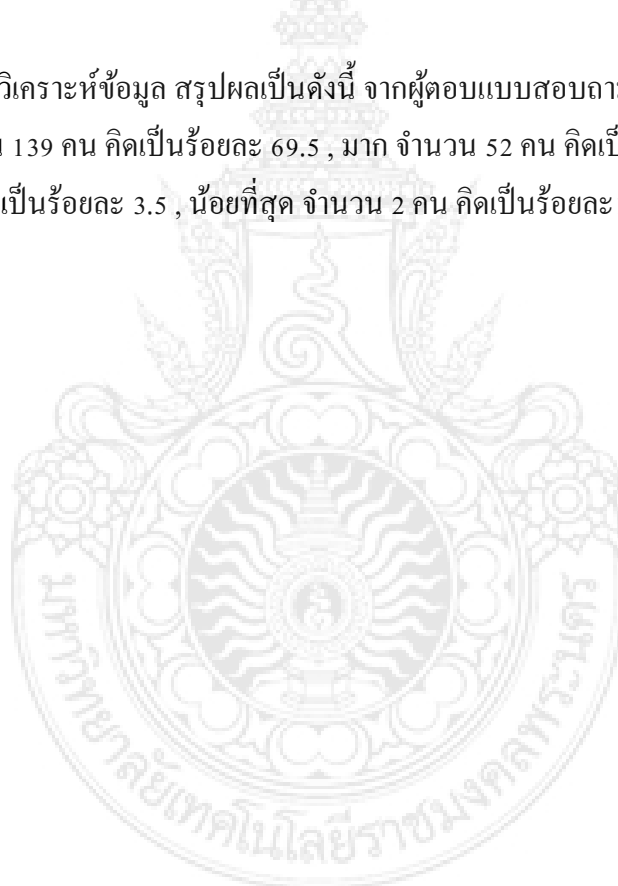 วิเคราะห์ข้อมูล สรุปผลเป็นดังนี้ จากผู้ตอบแบบสอบถาม
139 คน คิดเป็นร้อยละ 69.5 , มาก จำนวน 52 คน คิดเป็
เป็นร้อยละ 3.5 , น้อยที่สุด จำนวน 2 คน คิดเป็นร้อยละ
มหาวิทยาลัยเทคโนโลยีราชมงคลพระนคร